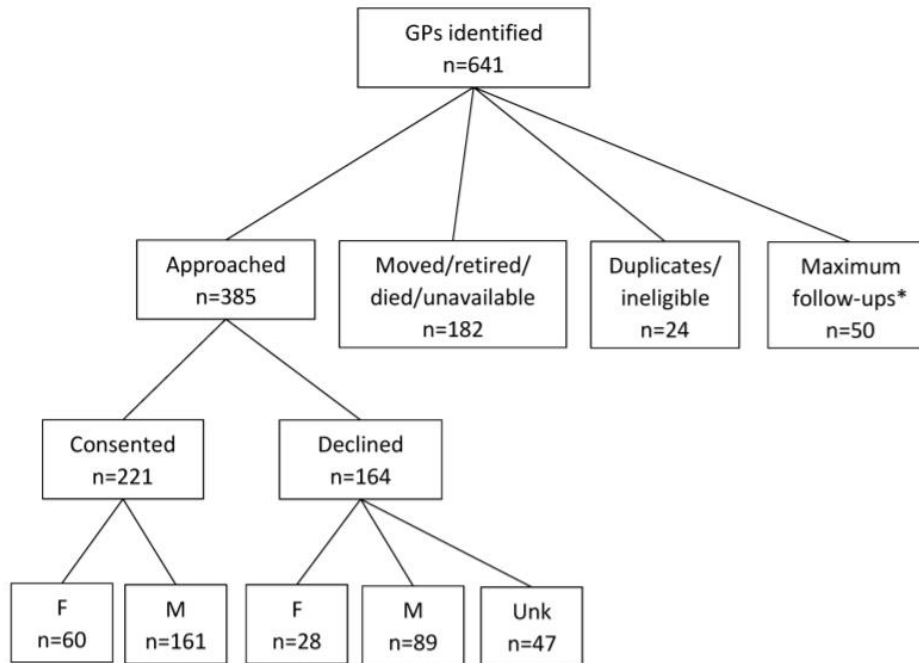 GPs identified
n=641
Approached
n=385
Moved/retired/
died/unavailable
n=182
Duplicates/
ineligible
n=24
Maximum
follow-ups*
n=50
Consented
n=221
Declined
n=164
F
n=60
M
n=161
F
n=28
M
n=89
Unk
n=47